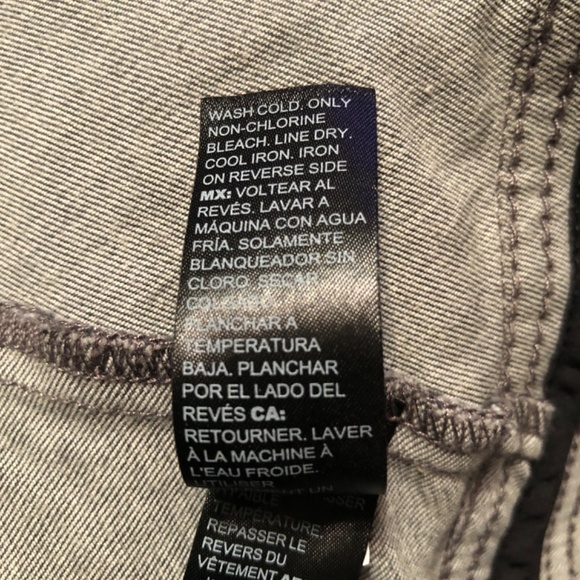 WASH COLD. ONLY
NON-CHLORINE
BLEACH. LINE DRY.
COOL IRON. IRON
ON REVERSE SIDE
MX: VOLTEAR AL
REVÉS. LAVAR A
MÁQUINA CON AGUA
FRÍA. SOLAMENTE
BLANQUEADOR SIN
CLORO. SECAR
PLANCHAR A
TEMPERATURA
BAJA. PLANCHAR
POR EL LADO DEL
REVÉS CA:
RETOURNER. LAVER
À LA MACHINE À
L'EAU FROIDE.
UTILISER
TEMPÉRATURE.
REPASSER LE
REVERS DU
VÊTEMENT